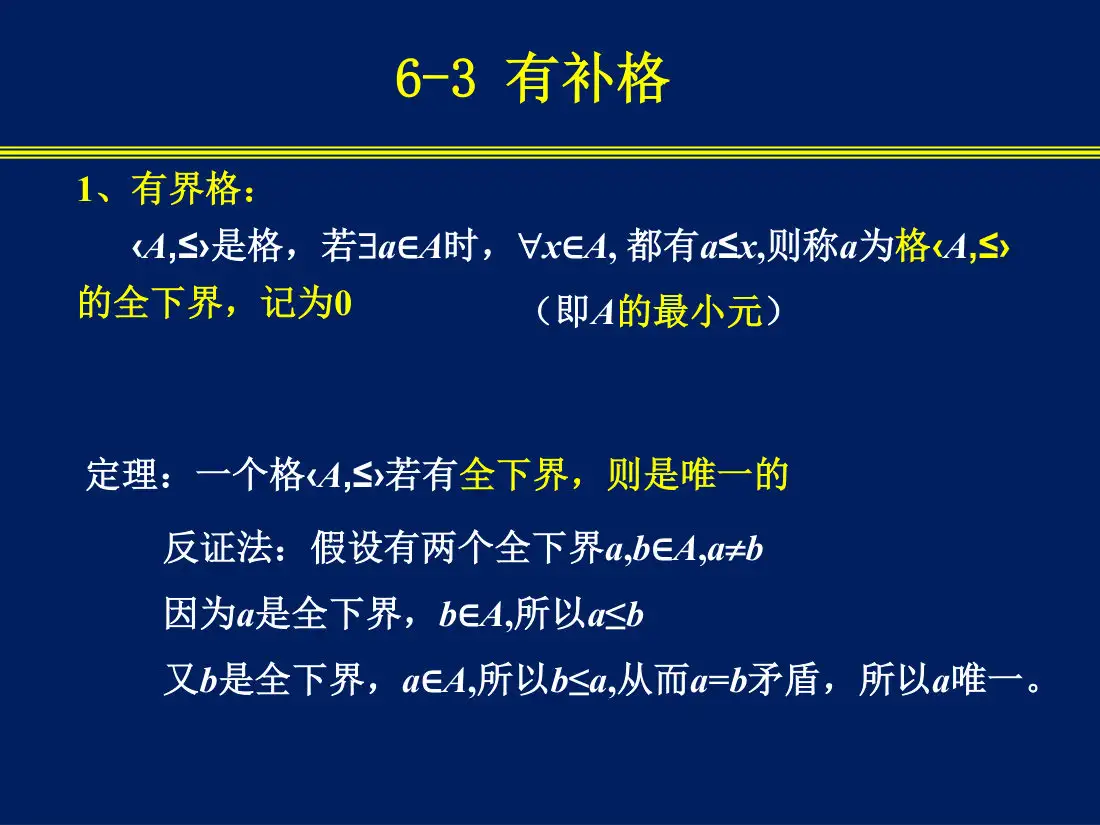 6-3 有补格
1、有界格：
‹A,≤›是格，若∃a∈A时，∀x∈A, 都有a≤x,则称a为格‹A,≤›
的全下界，记为0 （即A的最小元）
定理：一个格‹A,≤›若有全下界，则是唯一的
反证法：假设有两个全下界a,b∈A,a≠b
因为a是全下界，b∈A,所以a≤b
又b是全下界，a∈A,所以b≤a,从而a=b矛盾，所以a唯一。